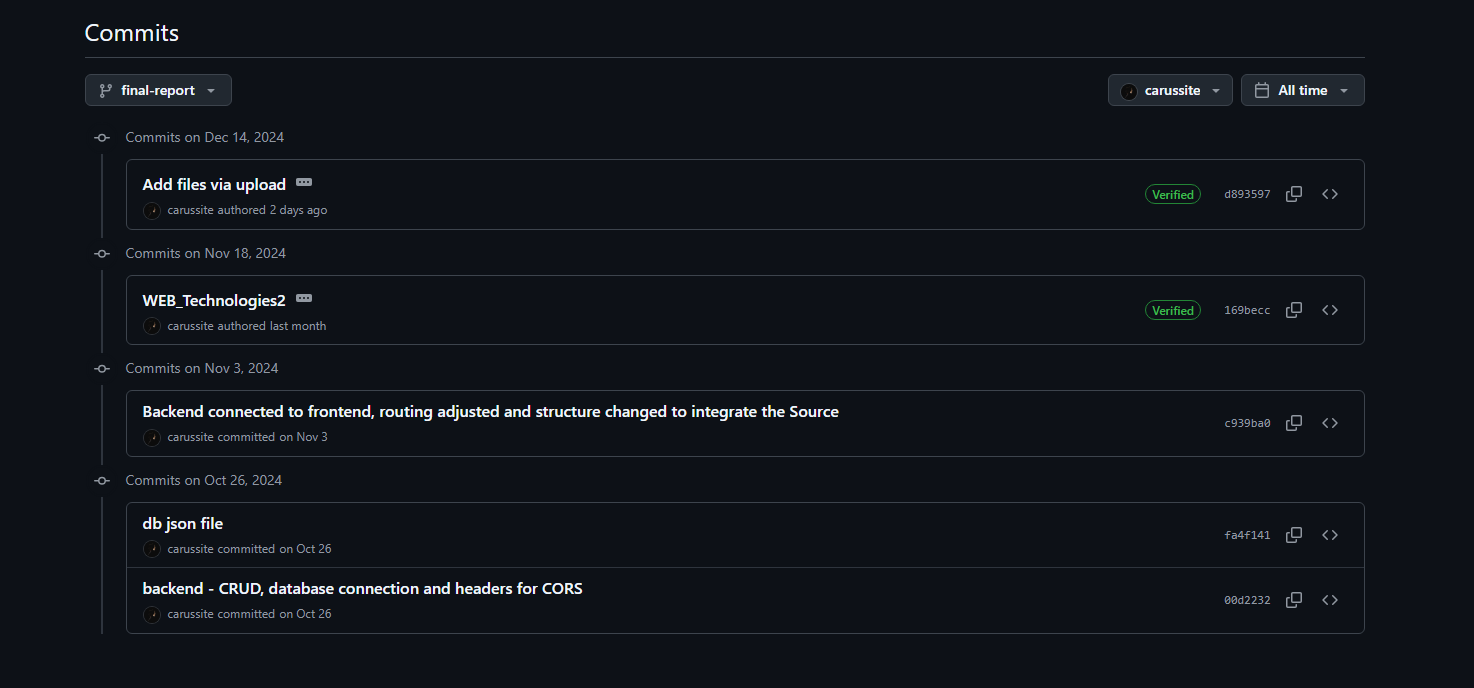 Commits
final-report
carussite
All time
Commits on Dec 14, 2024
Add files via upload
Verified
d893597
carussite authored 2 days ago
Commits on Nov 18, 2024
WEB_Technologies2
Verified
169becc
carussite authored last month
Commits on Nov 3, 2024
Backend connected to frontend, routing adjusted and structure changed to integrate the Source
c939ba0
carussite committed on Nov 3
Commits on Oct 26, 2024
db json file
fa4f141
carussite committed on Oct 26
backend - CRUD, database connection and headers for CORS
00d2232
carussite committed on Oct 26